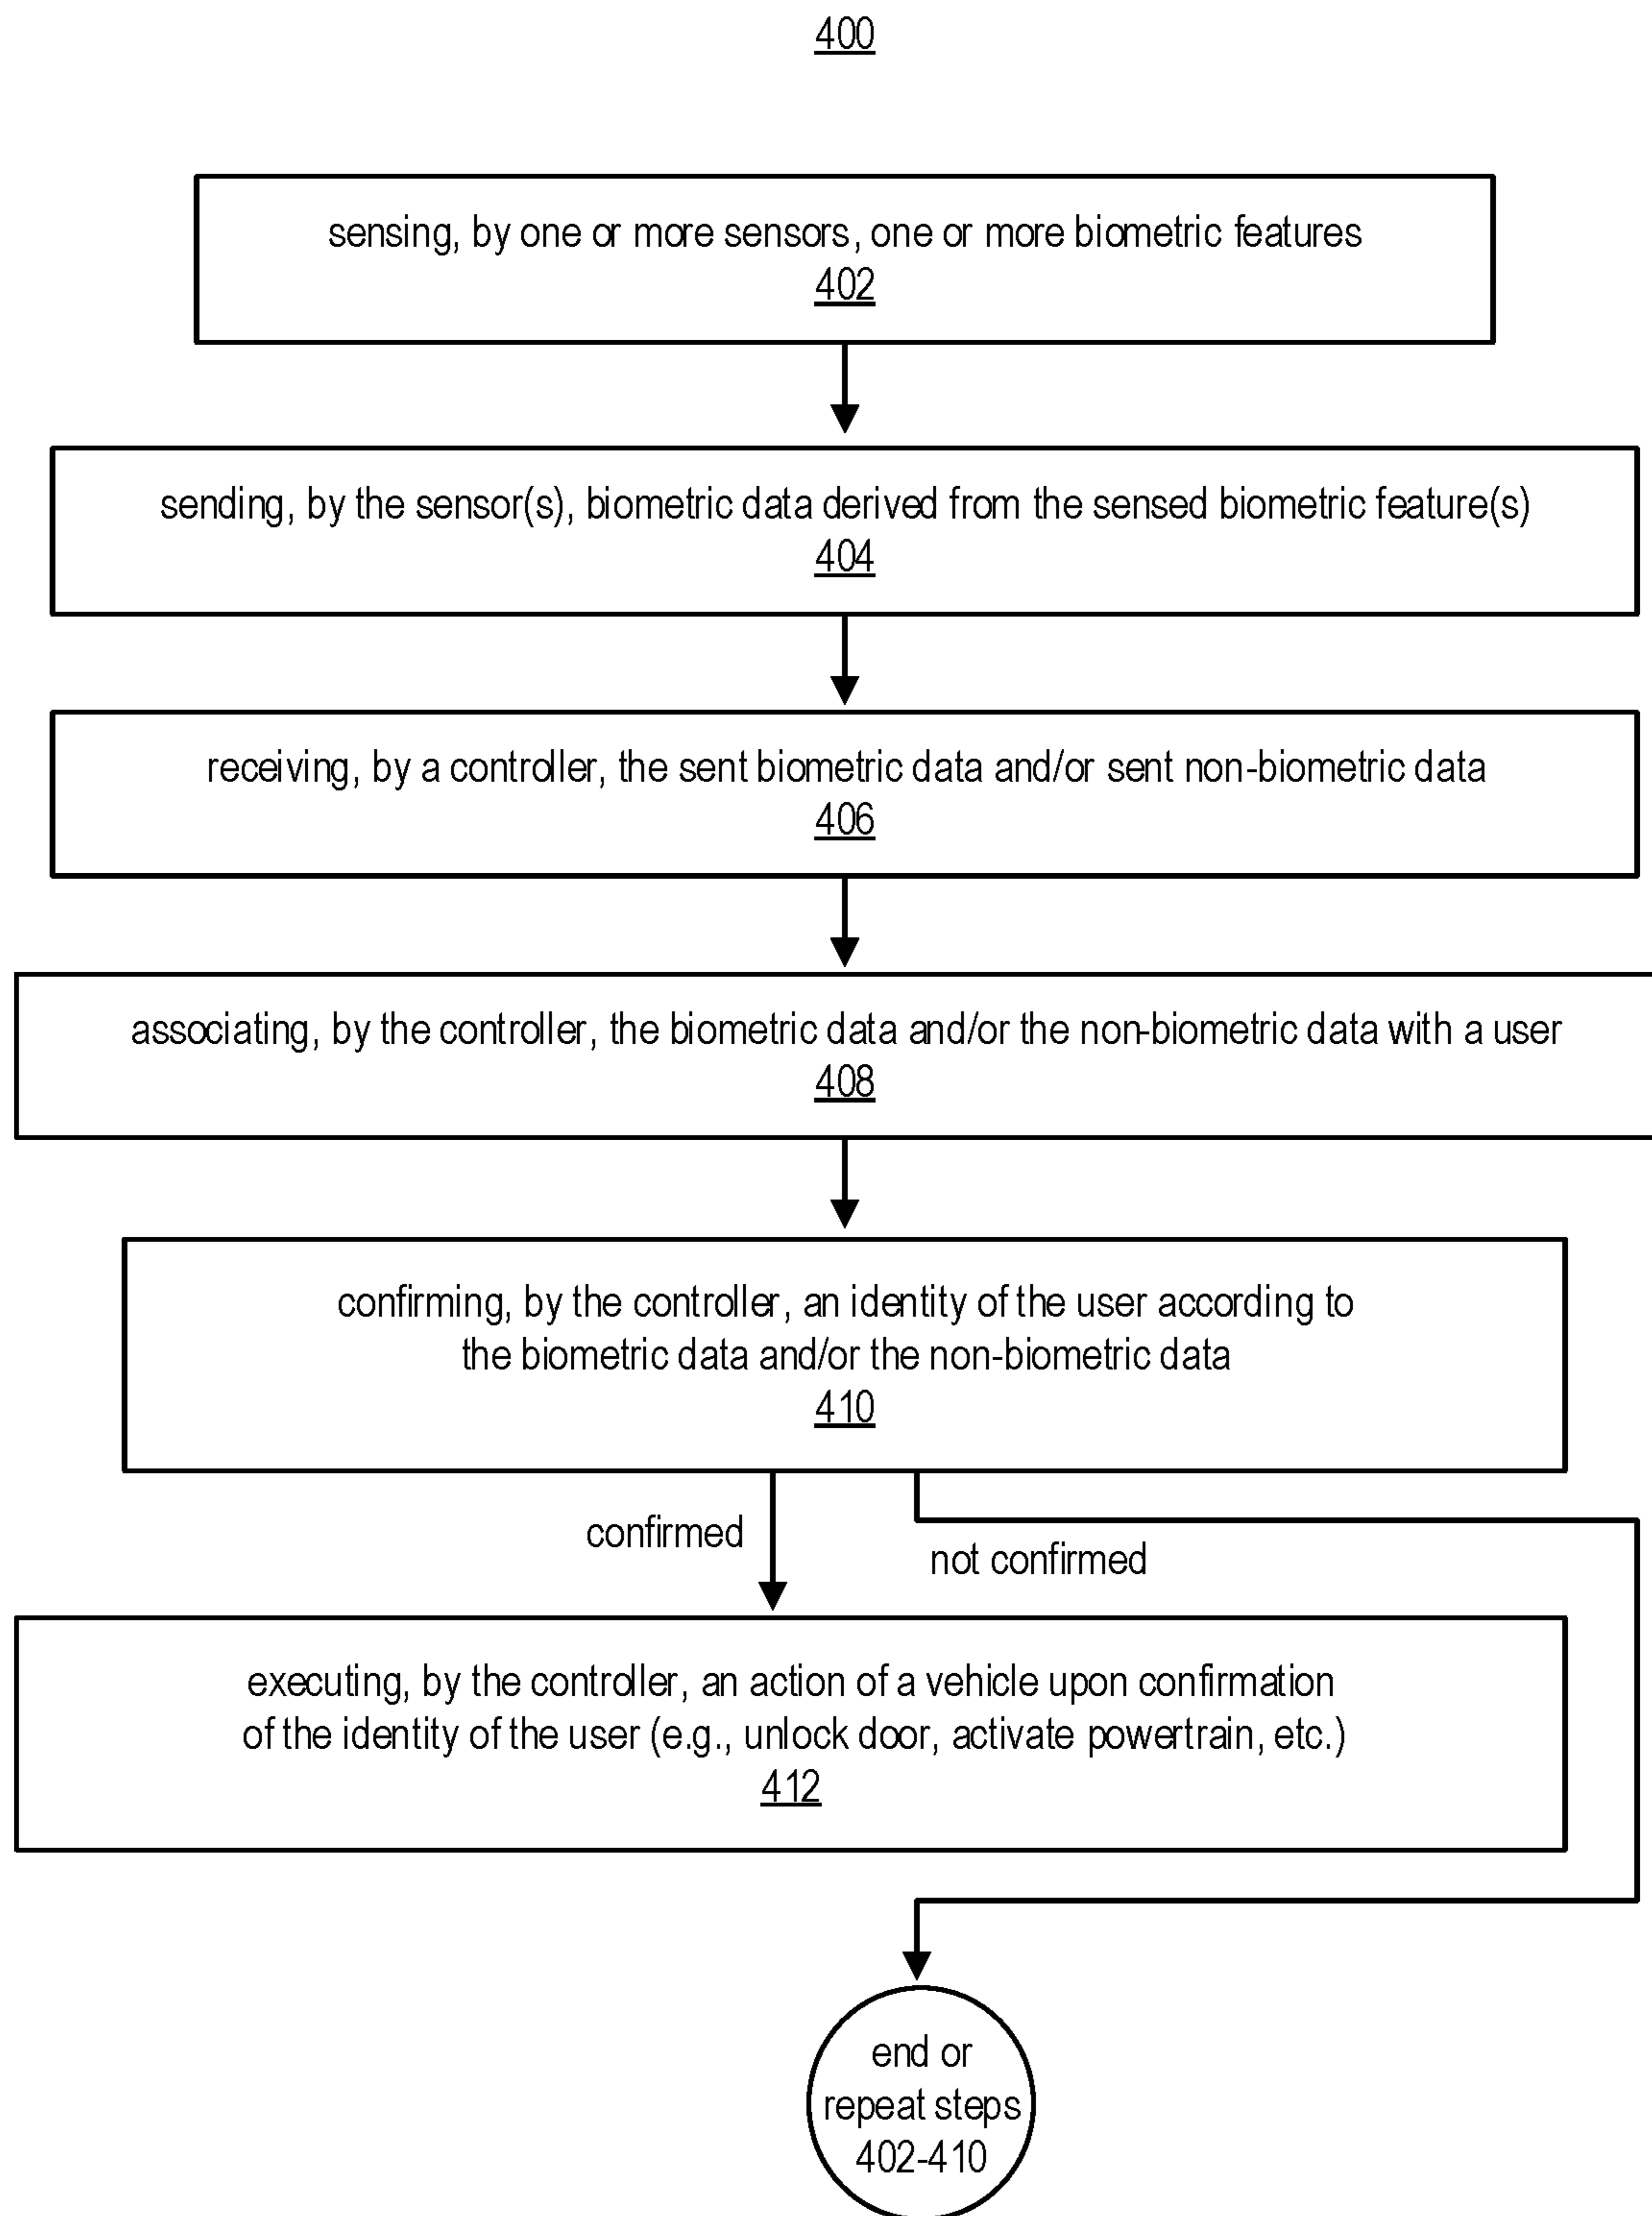 400
sensing, by one or more sensors, one or more biometric features
402
sending, by the sensor(s), biometric data derived from the sensed biometric feature(s)
404
receiving, by a controller, the sent biometric data and/or sent non-biometric data
406
associating, by the controller, the biometric data and/or the non-biometric data with a user
408
confirming, by the controller, an identity of the user according to
the biometric data and/or the non-biometric data
410
confirmed
not confirmed
executing, by the controller, an action of a vehicle upon confirmation
of the identity of the user (e.g., unlock door, activate powertrain, etc.)
412
end or
repeat steps
402-410